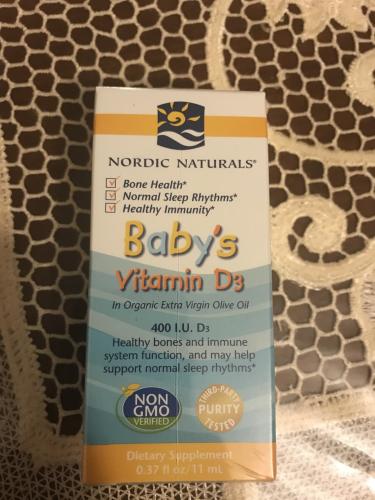 NORDIC NATURALS®
Bone Health*
Normal Sleep Rhythms*
Healthy Immunity*
Baby's
Vitamin D3
In Organic Extra Virgin Olive Oil
400 I.U. D3
Healthy bones and immune
system function, and may help
support normal sleep rhythms*
NON
GMO
VERIFIED
THIRD-PARTY
PURITY
TESTED
Dietary Supplement
0.37 fl oz/11 mL